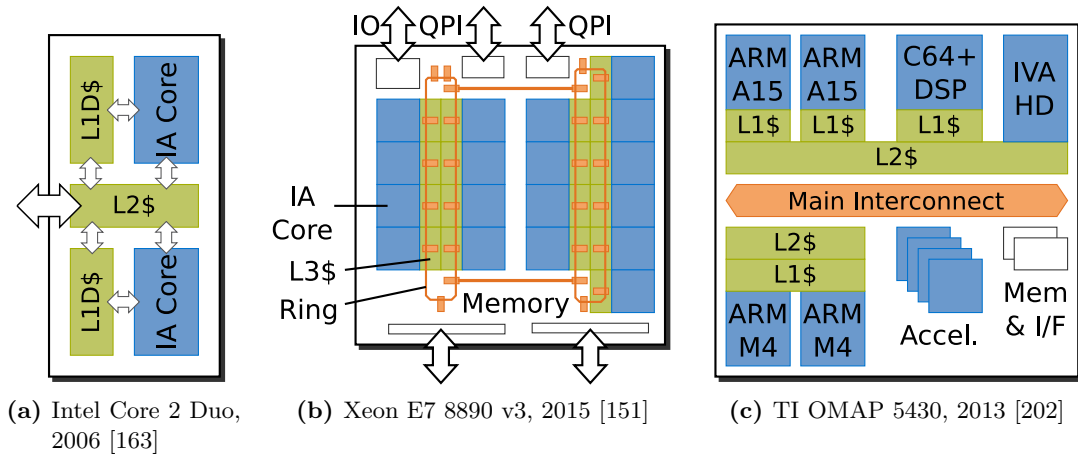 L1D$
IA Core
L2$
L1D$
IA Core
(a) Intel Core 2 Duo,
2006 [163]
IO
QPI
QPI
IA
Core
L3$
Ring
Memory
(b) Xeon E7 8890 v3, 2015 [151]
ARM
A15
ARM
A15
C64+
DSP
IVA
HD
L1$
L1$
L1$
L2$
Main Interconnect
L2$
L1$
ARM
M4
ARM
M4
Accel.
Mem
& I/F
(c) TI OMAP 5430, 2013 [202]